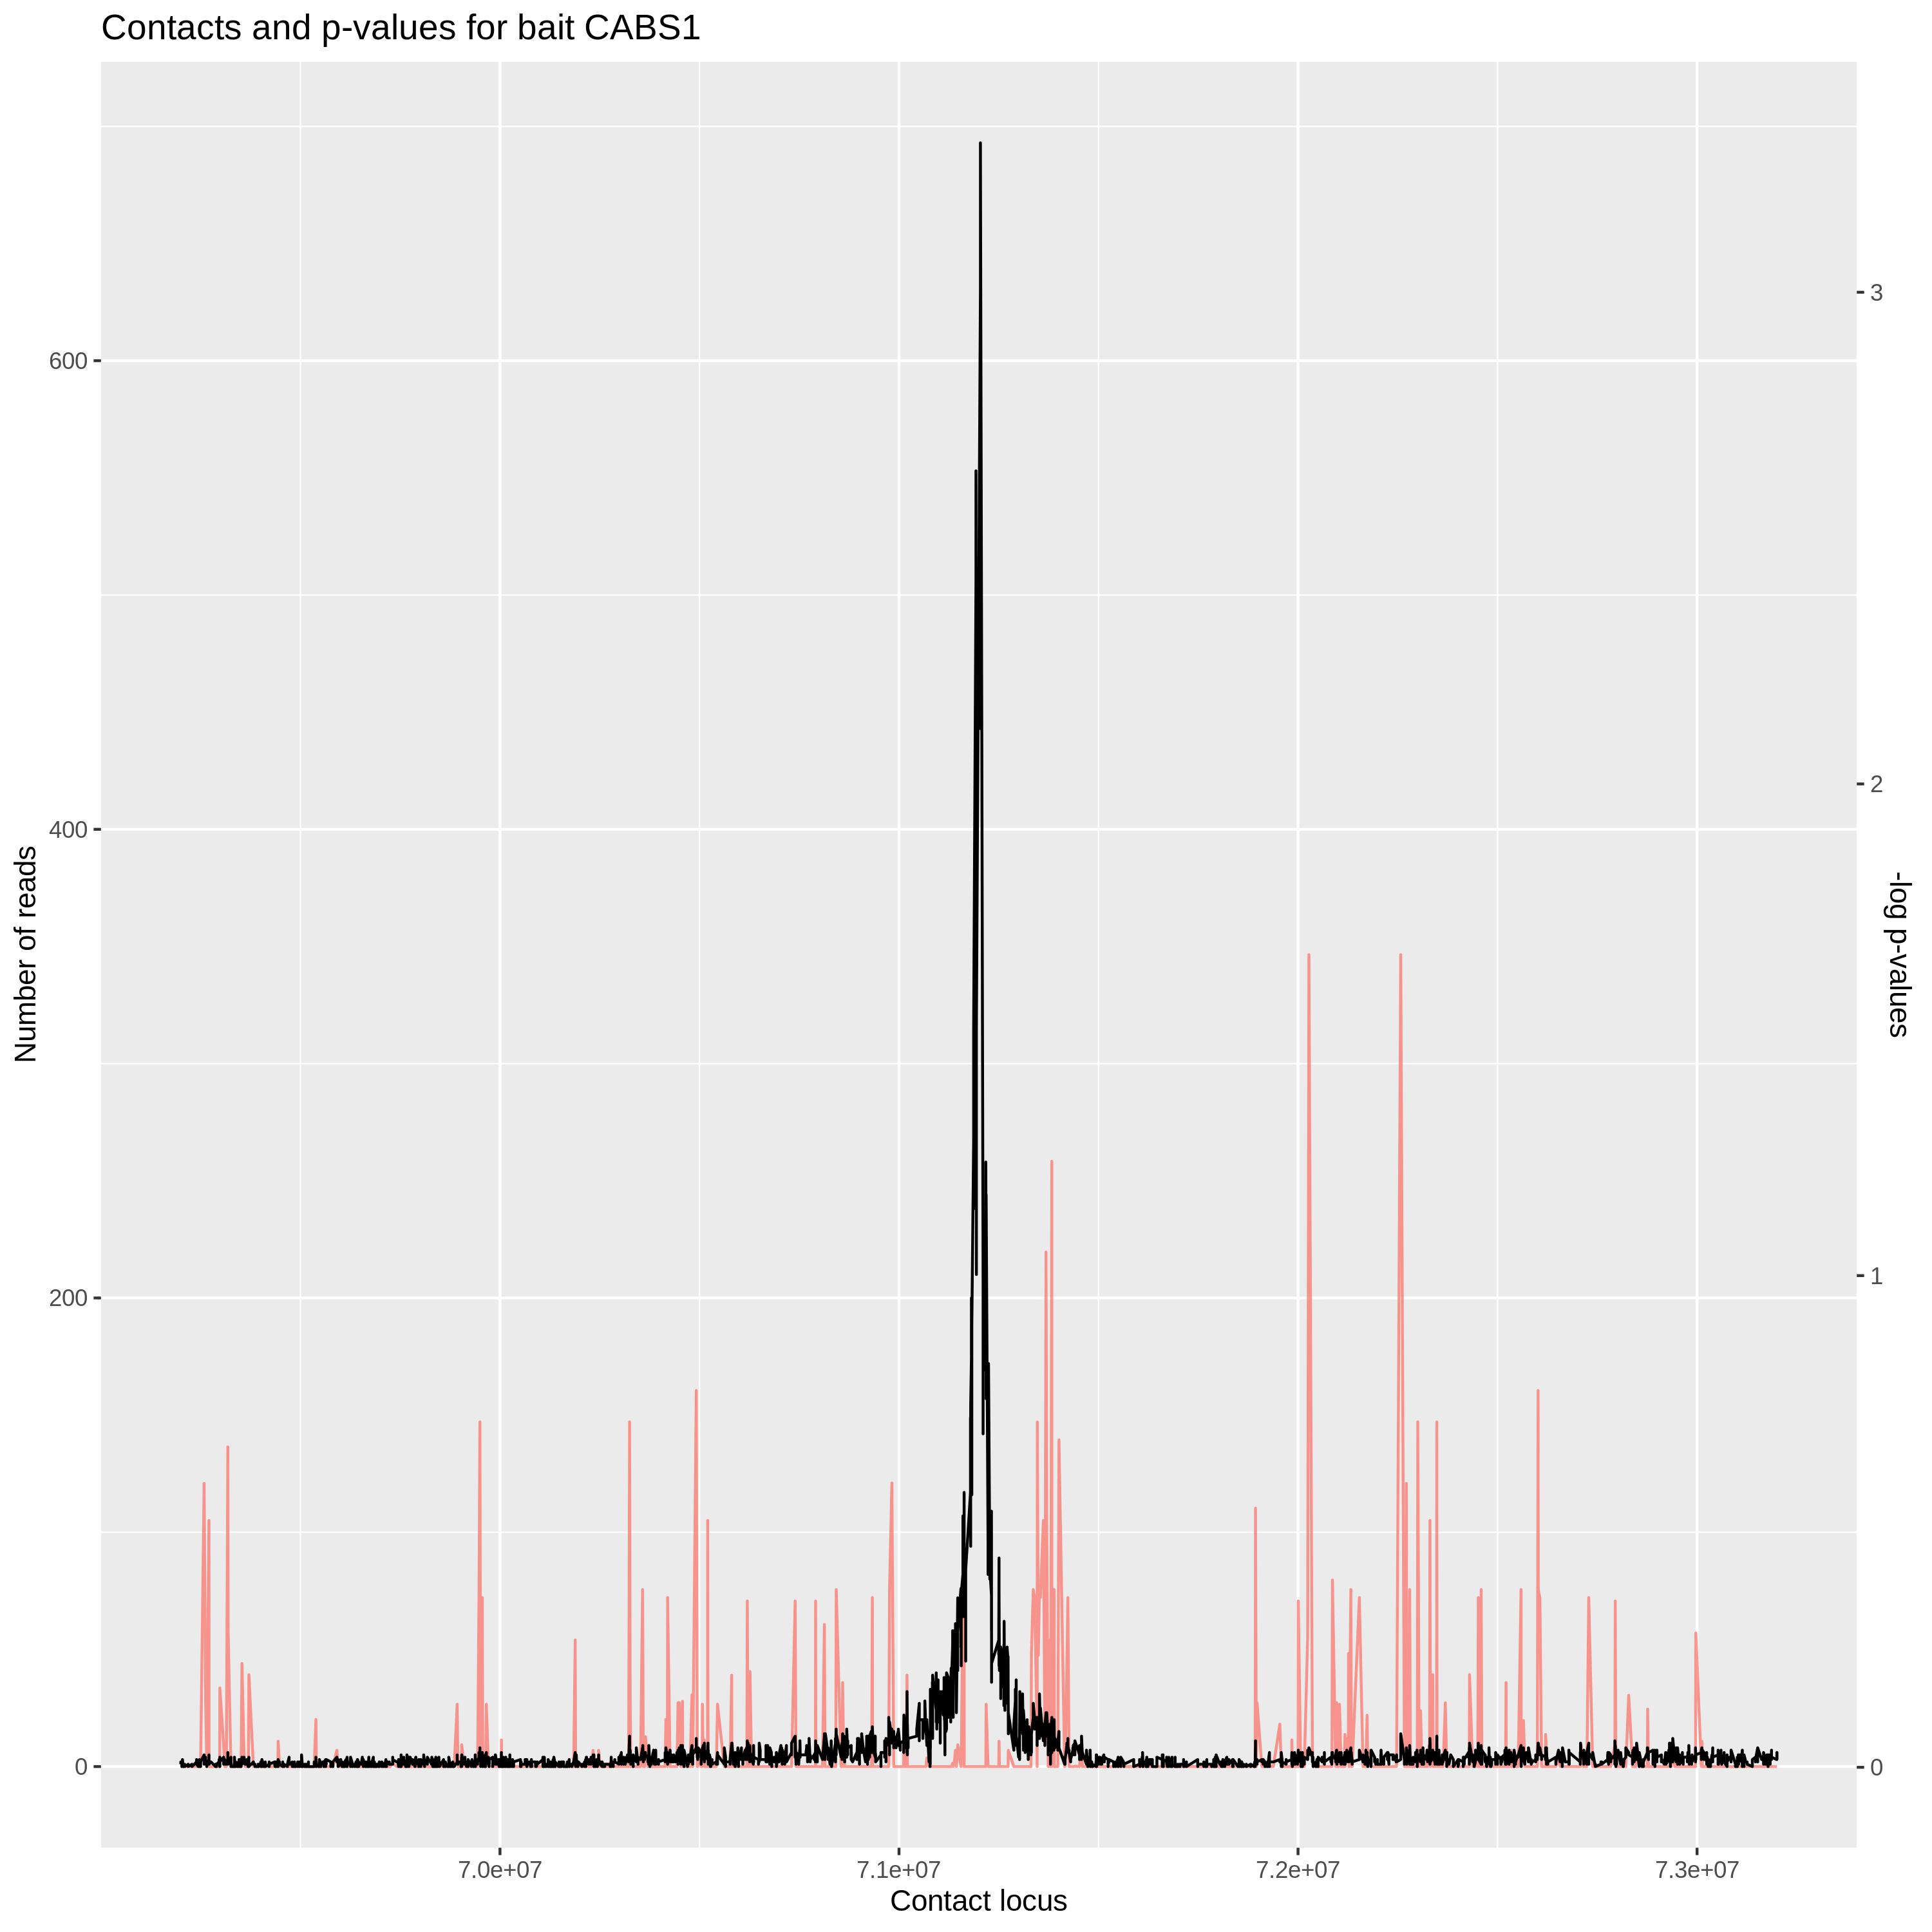 Contacts and p-values for bait CABS1
Number of reads
600
400
200
0
3
2
1
0
-log p-values
7.0e+07 7.1e+07 7.2e+07 7.3e+07
Contact locus